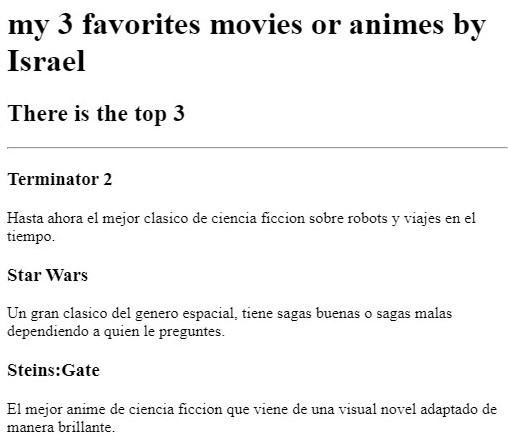 my 3 favorites movies or animes by
Israel
There is the top 3
Terminator 2
Hasta ahora el mejor clasico de ciencia ficcion sobre robots y viajes en el
tiempo.
Star Wars
Un gran clasico del genero espacial, tiene sagas buenas o sagas malas
dependiendo a quien le preguntes.
Steins:Gate
El mejor anime de ciencia ficcion que viene de una visual novel adaptado de
manera brillante.